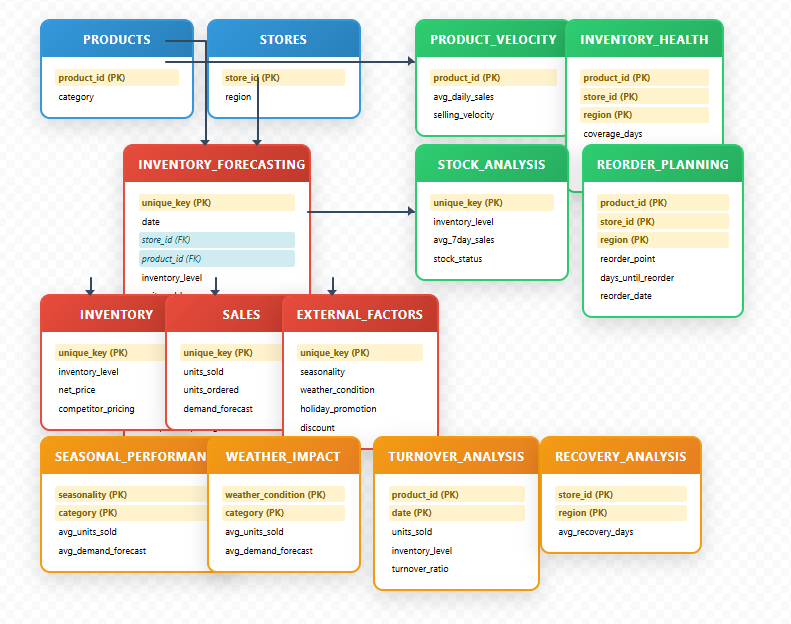 PRODUCTS
product_id (PK)
category
STORES
store_id (PK)
region
PRODUCT_VELOCITY
product_id (PK)
avg_daily_sales
selling_velocity
INVENTORY_HEALTH
product_id (PK)
store_id (PK)
region (PK)
coverage_days
INVENTORY_FORECASTING
unique_key (PK)
date
store_id (FK)
product_id (FK)
inventory_level
STOCK_ANALYSIS
unique_key (PK)
inventory_level
avg_7day_sales
stock_status
REORDER_PLANNING
product_id (PK)
store_id (PK)
region (PK)
reorder_point
days_until_reorder
reorder_date
INVENTORY
unique_key (PK)
inventory_level
net_price
competitor_pricing
SALES
unique_key (PK)
units_sold
units_ordered
demand_forecast
EXTERNAL_FACTORS
unique_key (PK)
seasonality
weather_condition
holiday_promotion
discount
SEASONAL_PERFORMAN
seasonality (PK)
category (PK)
avg_units_sold
avg_demand_forecast
WEATHER_IMPACT
weather_condition (PK)
category (PK)
avg_units_sold
avg_demand_forecast
TURNOVER_ANALYSIS
product_id (PK)
date (PK)
units_sold
inventory_level
turnover_ratio
RECOVERY_ANALYSIS
store_id (PK)
region (PK)
avg_recovery_days